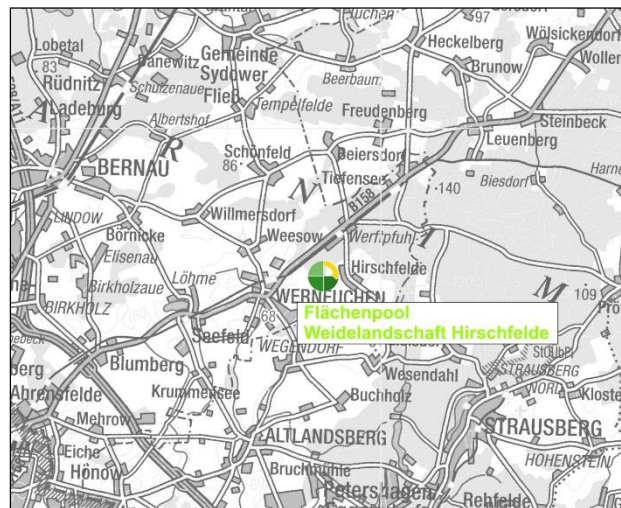 Lobetal
83
RÜDNITZ
Ladeburg
Danewitz
Schulzenaue
Albertshof
GEMEINDE
SYDOWER
FLIEẞ
Tempelfelde
Beerbaum
97
Heckelberg
Brunow
Wölsickendorf
Wollen
Freudenberg
Steinbeck
Leuenberg
BERNAU
A
R
N
I
M
Schönfeld
86
Beiersdorf
Tiefensee
140
Biesdorf
Harne
LINDOW
Börnicke
Willmersdorf
B158
Weesow
Werftpfuhl
Elisenau
Birkholzaue
BIRKHOLZ
Löhme
Hirschfelde
109
Prö
WERNEUCHEN
68
Flächenpool
Weidelandschaft Hirschfelde
Seefeld
WEGENDORF
Blumberg
Wesendahl
STRAUSBERG
NORD
Kloste
Ahrensfelde
Krummensee
Buchholz
Mehrow
STRAUSBERG
ALTLANDSBERG
Eiche
Hönow
HOHENSTEIN
Bruchmühle
Petershagen
Rehfelde